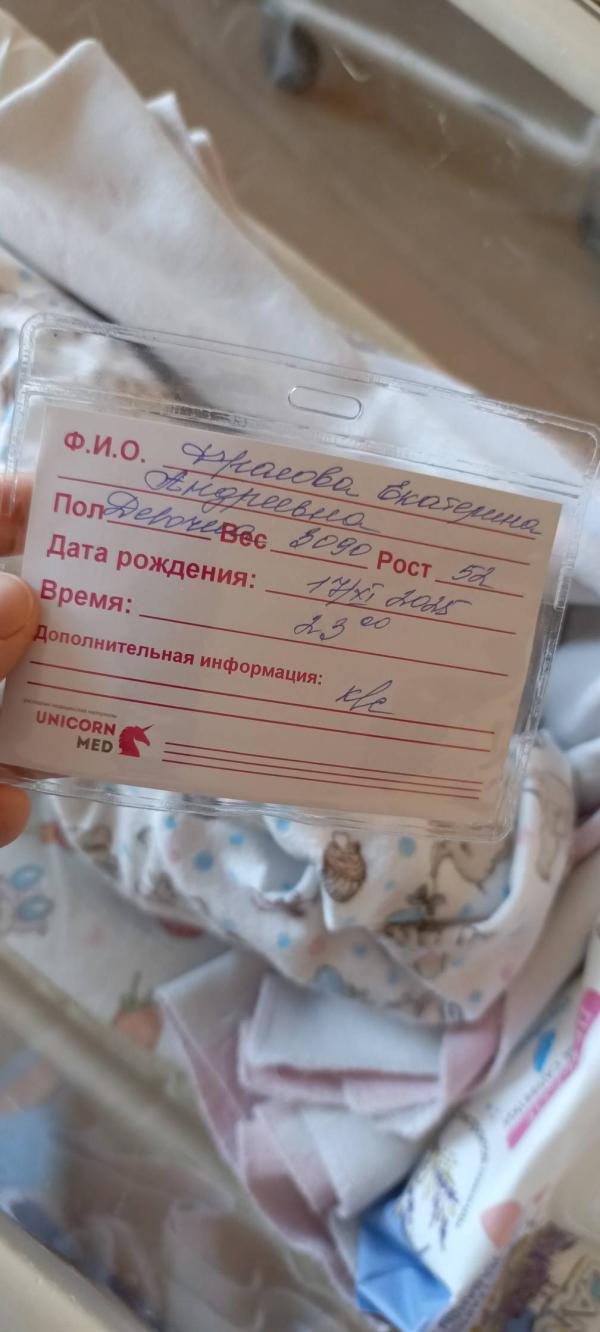 Ф.И.О. Екатерина
Андреевна
Пол Девочка Вес 3090 Рост 52
Дата рождения: 17/XI 2025
Время: 23 00
Дополнительная информация:
к/с
UNICORN
MED